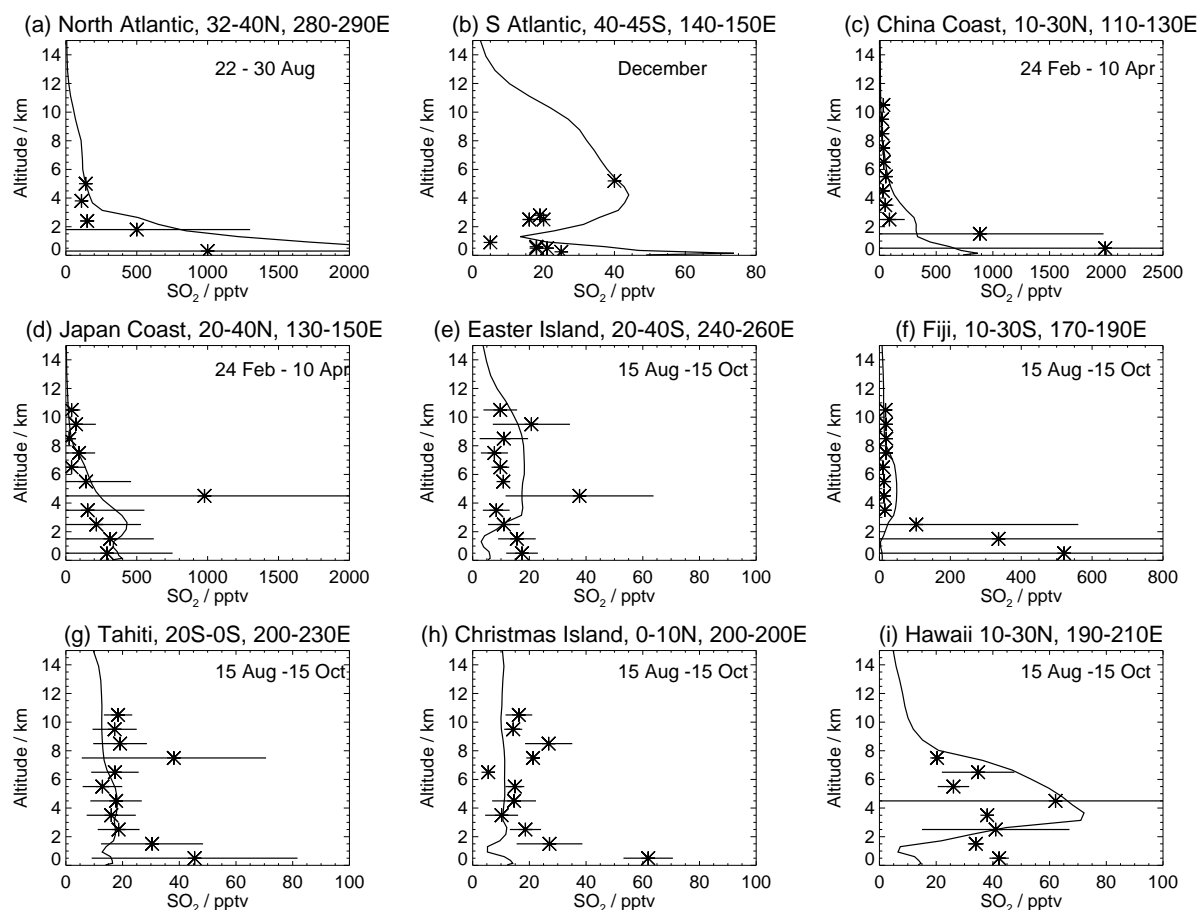 (a) North Atlantic, 32-40N, 280-290E
22 - 30 Aug
14
12
10
8
6
4
2
0
Altitude / km
0 500 1000 1500 2000
SO2 / pptv
(b) S Atlantic, 40-45S, 140-150E
December
14
12
10
8
6
4
2
0
Altitude / km
0 20 40 60 80
SO2 / pptv
(c) China Coast, 10-30N, 110-130E
24 Feb - 10 Apr
14
12
10
8
6
4
2
0
Altitude / km
0 500 1000 1500 2000 2500
SO2 / pptv
(d) Japan Coast, 20-40N, 130-150E
24 Feb - 10 Apr
14
12
10
8
6
4
2
0
Altitude / km
0 500 1000 1500 2000
SO2 / pptv
(e) Easter Island, 20-40S, 240-260E
15 Aug -15 Oct
14
12
10
8
6
4
2
0
Altitude / km
0 20 40 60 80 100
SO2 / pptv
(f) Fiji, 10-30S, 170-190E
15 Aug -15 Oct
14
12
10
8
6
4
2
0
Altitude / km
0 200 400 600 800
SO2 / pptv
(g) Tahiti, 20S-0S, 200-230E
15 Aug -15 Oct
14
12
10
8
6
4
2
0
Altitude / km
0 20 40 60 80 100
SO2 / pptv
(h) Christmas Island, 0-10N, 200-200E
15 Aug -15 Oct
14
12
10
8
6
4
2
0
Altitude / km
0 20 40 60 80 100
SO2 / pptv
(i) Hawaii 10-30N, 190-210E
15 Aug -15 Oct
14
12
10
8
6
4
2
0
Altitude / km
0 20 40 60 80 100
SO2 / pptv